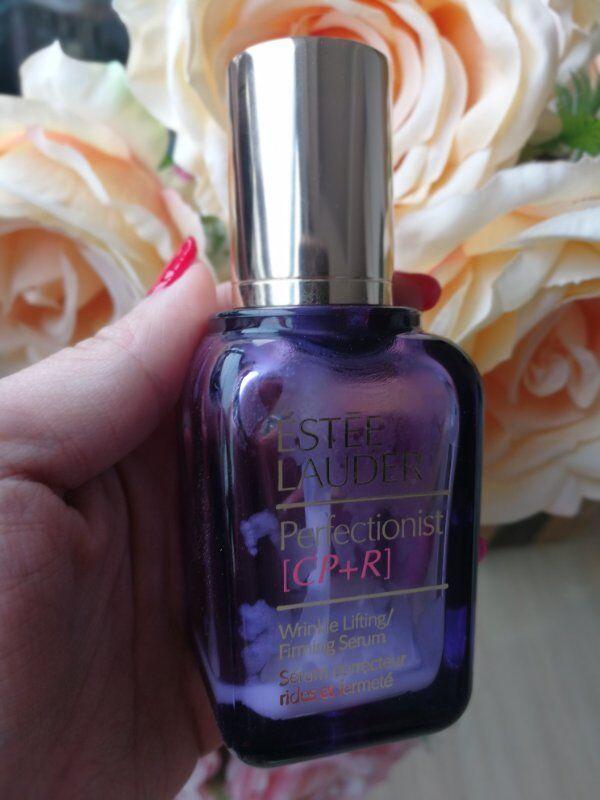 ESTĒE
LAUDER
Perfectionist
[CP+R]
Wrinkle Lifting/
Firming Serum
Sérum correcteur
rides et fermeté